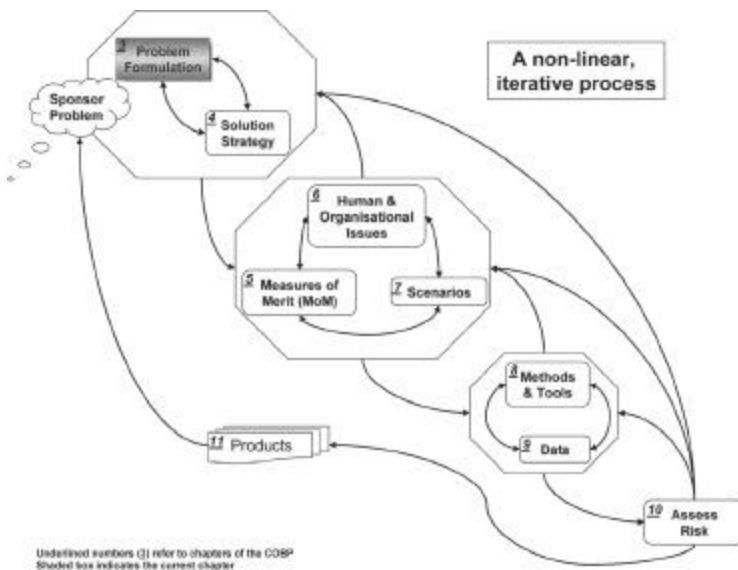 3
Problem
Formulation
A non-linear,
iterative process
Sponsor
Problem
4
Solution
Strategy
6
Human &
Organisational
Issues
5
Measures of
Merit (MoM)
7
Scenarios
8
Methods
& Tools
9
Data
11 Products
10
Assess
Risk
Underlined numbers (3) refer to chapters of the COBP
Shaded box indicates the current chapter